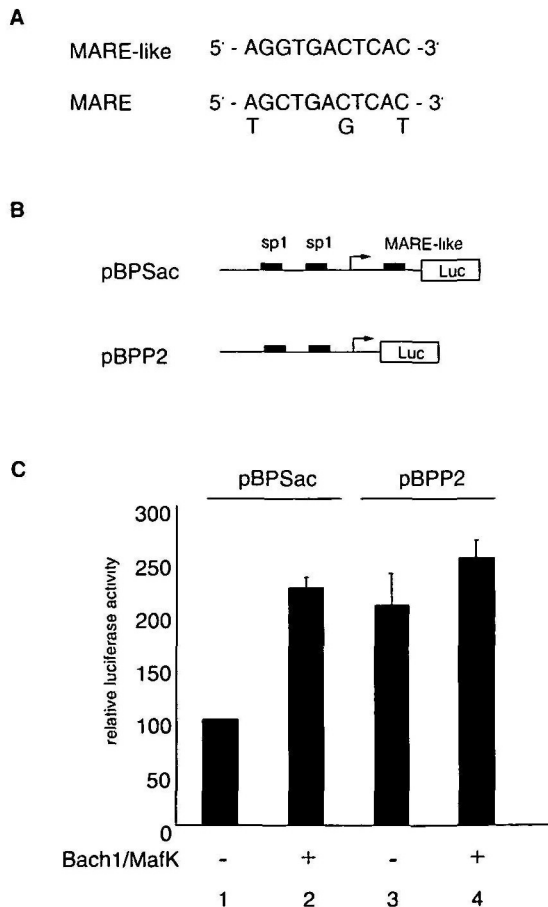 A
MARE-like 5' - AGGTGACTCAC -3'
MARE 5' - AGCTGACTCAC - 3'
T G T
B
sp1 sp1 MARE-like
pBPSac Luc
pBPP2 Luc
C
pBPSac pBPP2
300
250
200
150
100
50
0
relative luciferase activity
Bach1/MafK - + - +
1 2 3 4